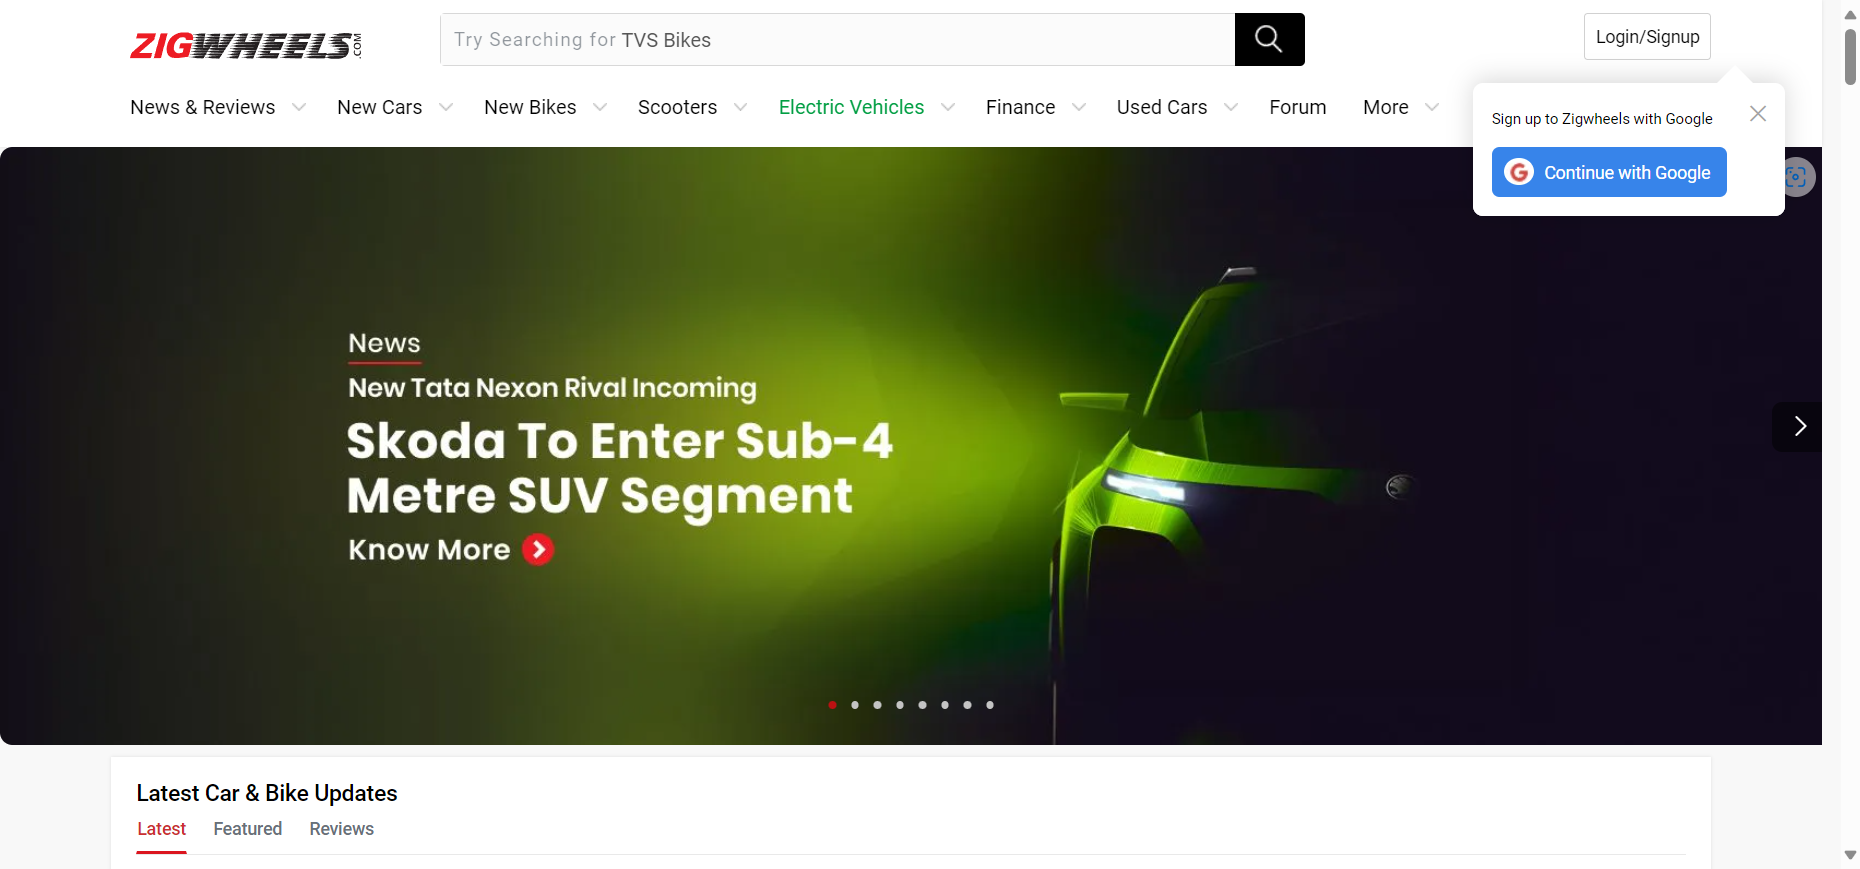 ZIGWHEELS.COM
Try Searching for TVS Bikes
Login/Signup
News & Reviews New Cars New Bikes Scooters Electric Vehicles Finance Used Cars Forum More
Sign up to Zigwheels with Google
Continue with Google
News
New Tata Nexon Rival Incoming
Skoda To Enter Sub-4
Metre SUV Segment
Know More
Latest Car & Bike Updates
Latest Featured Reviews